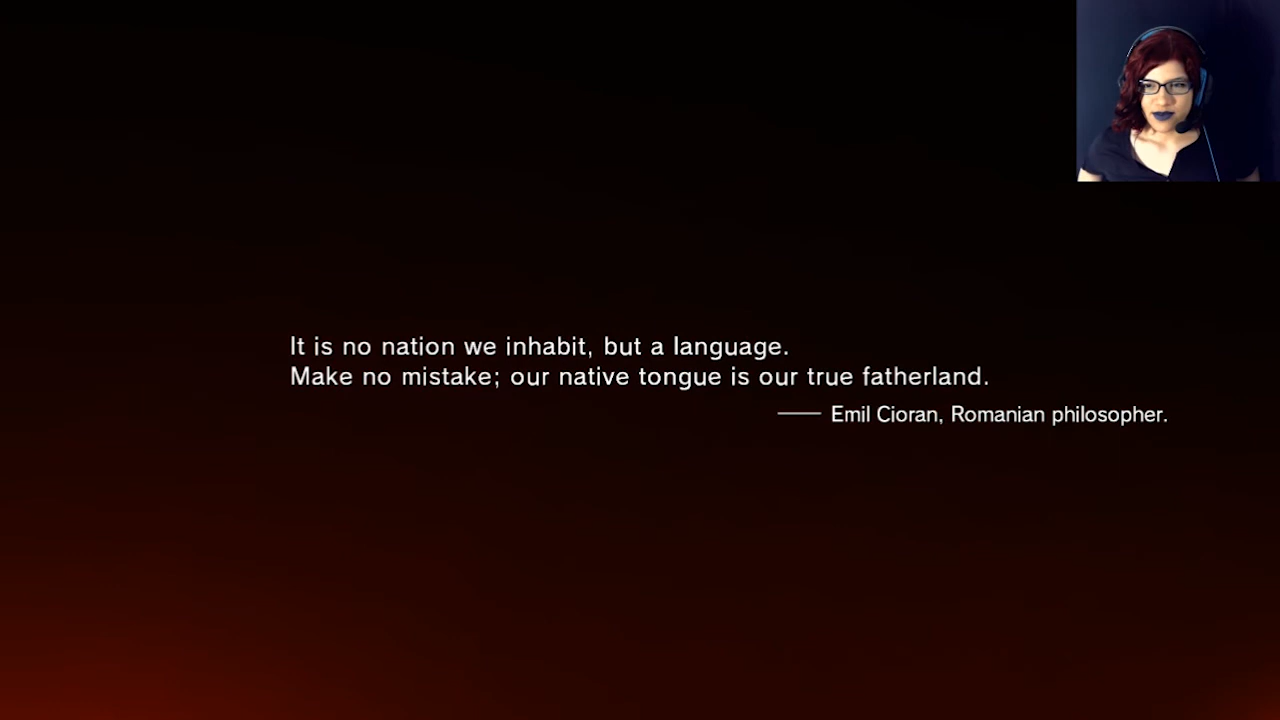 It is no nation we inhabit, but a language.
Make no mistake; our native tongue is our true fatherland.
—— Emil Cioran, Romanian philosopher.